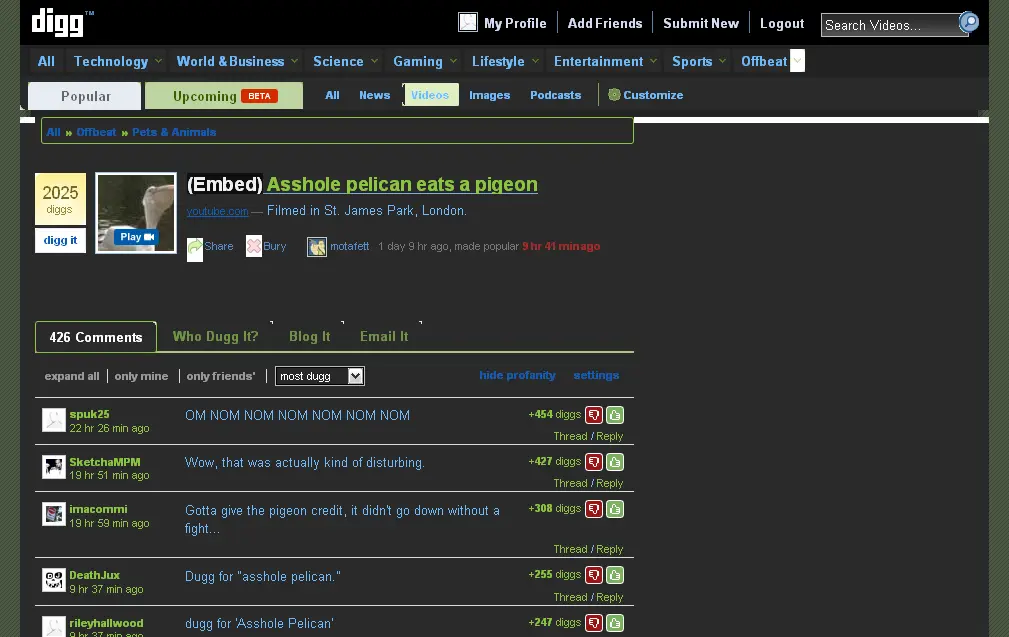 digg™
My Profile Add Friends Submit New Logout Search Videos...
All Technology World & Business Science Gaming Lifestyle Entertainment Sports Offbeat
Popular Upcoming BETA All News Videos Images Podcasts Customize
All » Offbeat » Pets & Animals
2025
diggs
digg it
Play
(Embed) Asshole pelican eats a pigeon
youtube.com — Filmed in St. James Park, London.
Share Bury motafett 1 day 9 hr ago, made popular 9 hr 41 min ago
426 Comments Who Dugg It? Blog It Email It
expand all only mine only friends' most dugg hide profanity settings
spuk25
22 hr 26 min ago
OM NOM NOM NOM NOM NOM NOM
+454 diggs
Thread / Reply
SketchaMPM
19 hr 51 min ago
Wow, that was actually kind of disturbing.
+427 diggs
Thread / Reply
imacommi
19 hr 59 min ago
Gotta give the pigeon credit, it didn't go down without a
fight...
+308 diggs
Thread / Reply
DeathJux
9 hr 37 min ago
Dugg for "asshole pelican."
+255 diggs
Thread / Reply
rileyhallwood
9 hr 37 min ago
dugg for 'Asshole Pelican'
+247 diggs